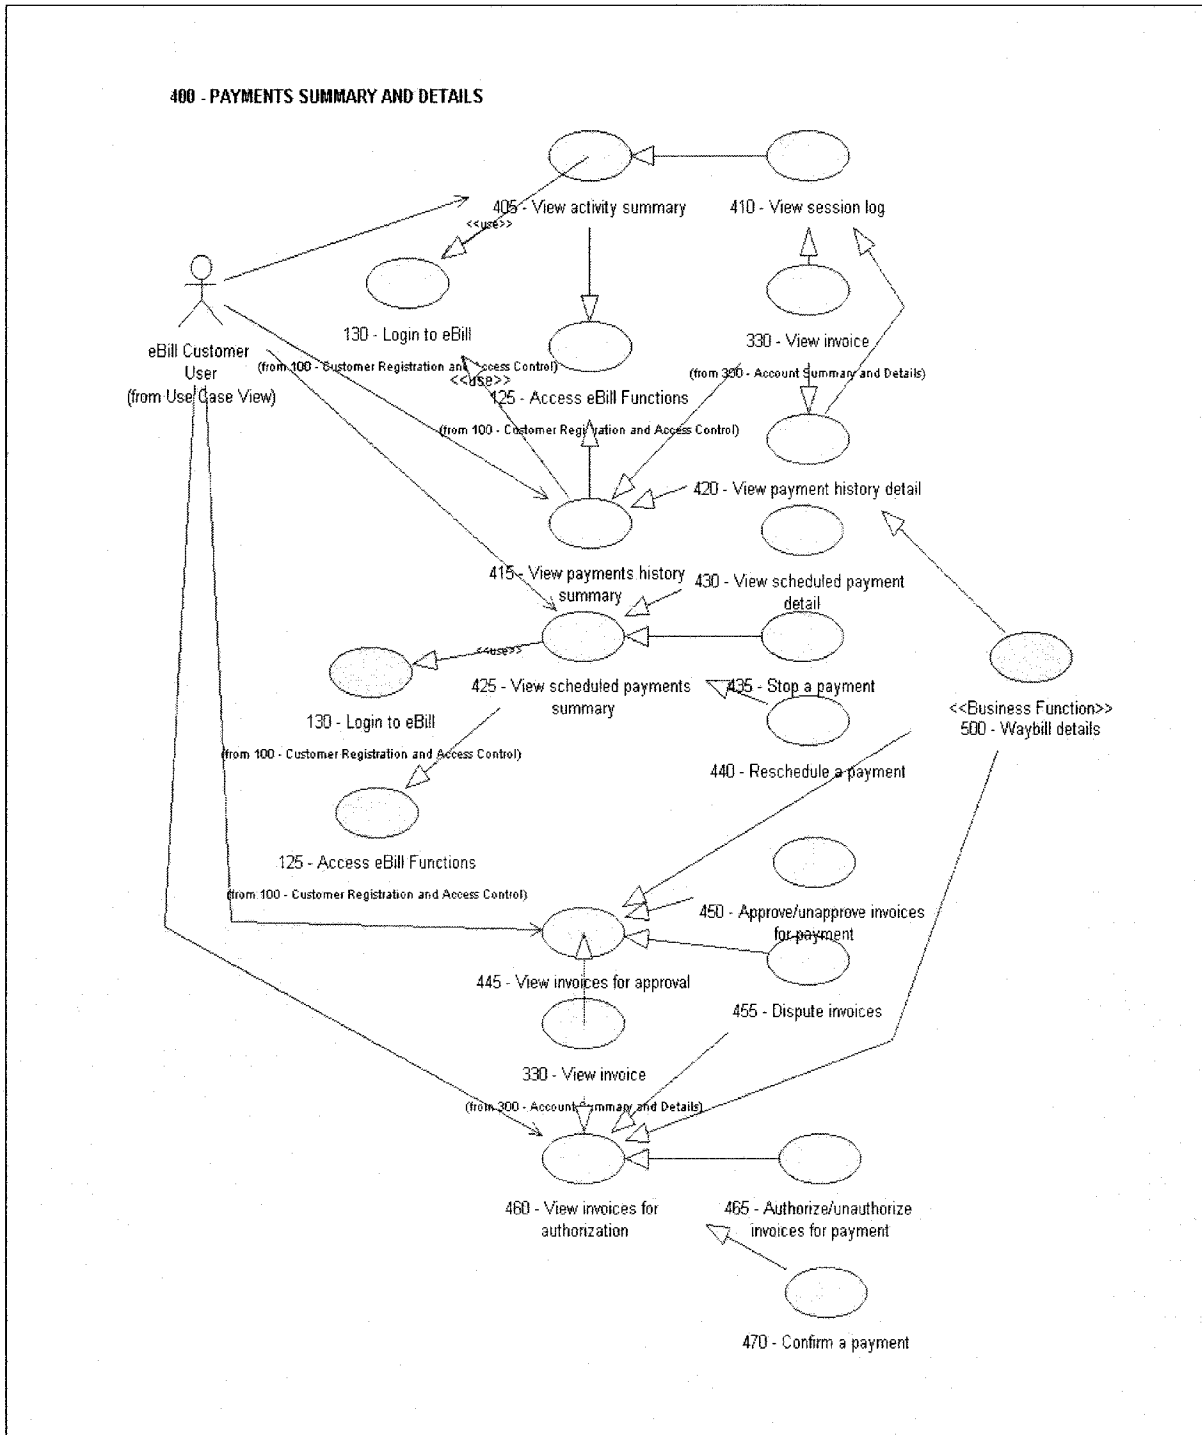 400 - PAYMENTS SUMMARY AND DETAILS
405 - View activity summary
410 - View session log
<<use>>
130 - Login to eBill
(from 100 - Customer Registration and Access Control)
330 - View invoice
(from 300 - Account Summary and Details)
eBill Customer
User
(from Use Case View)
<<use>>
125 - Access eBill Functions
(from 100 - Customer Registration and Access Control)
420 - View payment history detail
415 - View payments history
summary
430 - View scheduled payment
detail
<<use>>
425 - View scheduled payments
summary
435 - Stop a payment
130 - Login to eBill
(from 100 - Customer Registration and Access Control)
<<Business Function>>
500 - Waybill details
440 - Reschedule a payment
125 - Access eBill Functions
(from 100 - Customer Registration and Access Control)
450 - Approve/unapprove invoices
for payment
445 - View invoices for approval
455 - Dispute invoices
330 - View invoice
(from 300 - Account Summary and Details)
460 - View invoices for
authorization
465 - Authorize/unauthorize
invoices for payment
470 - Confirm a payment